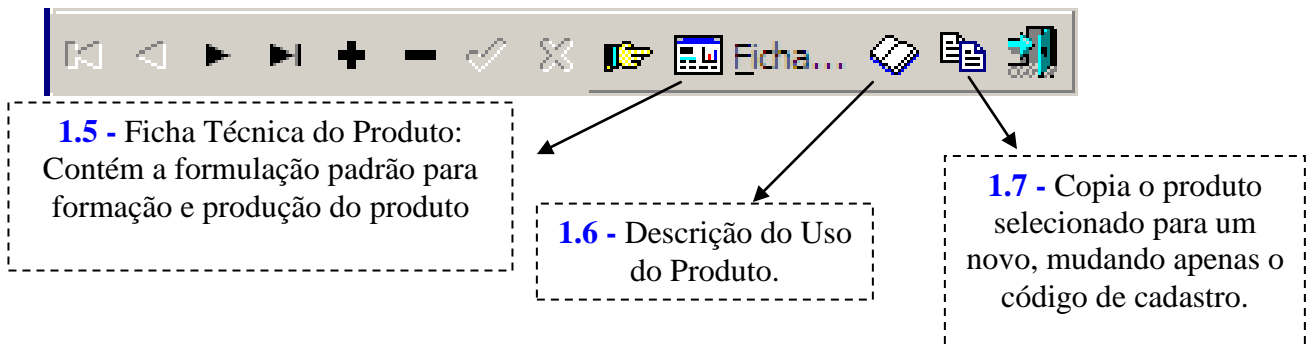 Ficha...
1.5 - Ficha Técnica do Produto:
Contém a formulação padrão para
formação e produção do produto
1.6 - Descrição do Uso
do Produto.
1.7 - Copia o produto
selecionado para um
novo, mudando apenas o
código de cadastro.